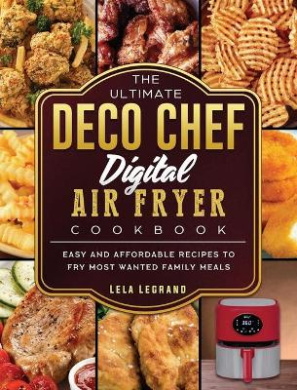 THE
ULTIMATE
DECO CHEF
Digital
AIR FRYER
COOKBOOK
EASY AND AFFORDABLE RECIPES TO
FRY MOST WANTED FAMILY MEALS
LELA LEGRAND